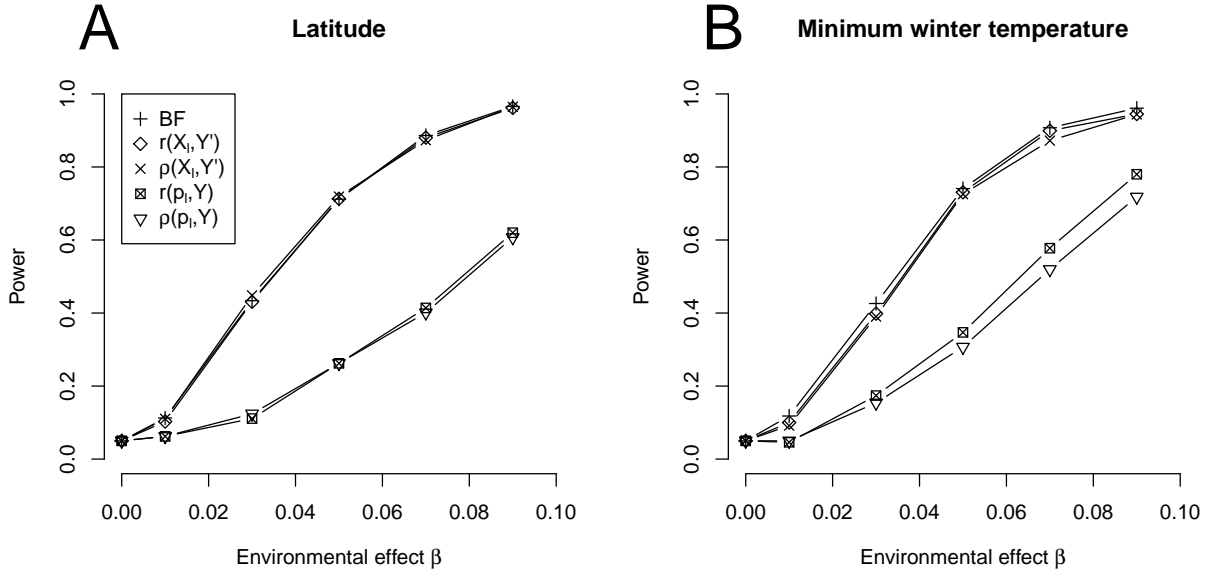 A
Latitude
Power
1.0
0.8
0.6
0.4
0.2
0.0
BF
r(Xₗ,Y')
ρ(Xₗ,Y')
r(pₗ,Y)
ρ(pₗ,Y)
0.00 0.02 0.04 0.06 0.08 0.10
Environmental effect β
B
Minimum winter temperature
Power
1.0
0.8
0.6
0.4
0.2
0.0
0.00 0.02 0.04 0.06 0.08 0.10
Environmental effect β